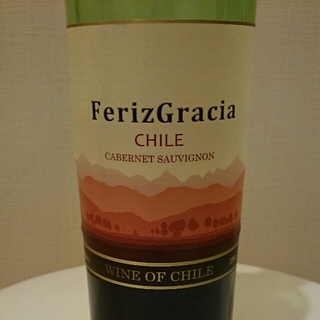 FerizGracia
CHILE
CABERNET SAUVIGNON
WINE OF CHILE